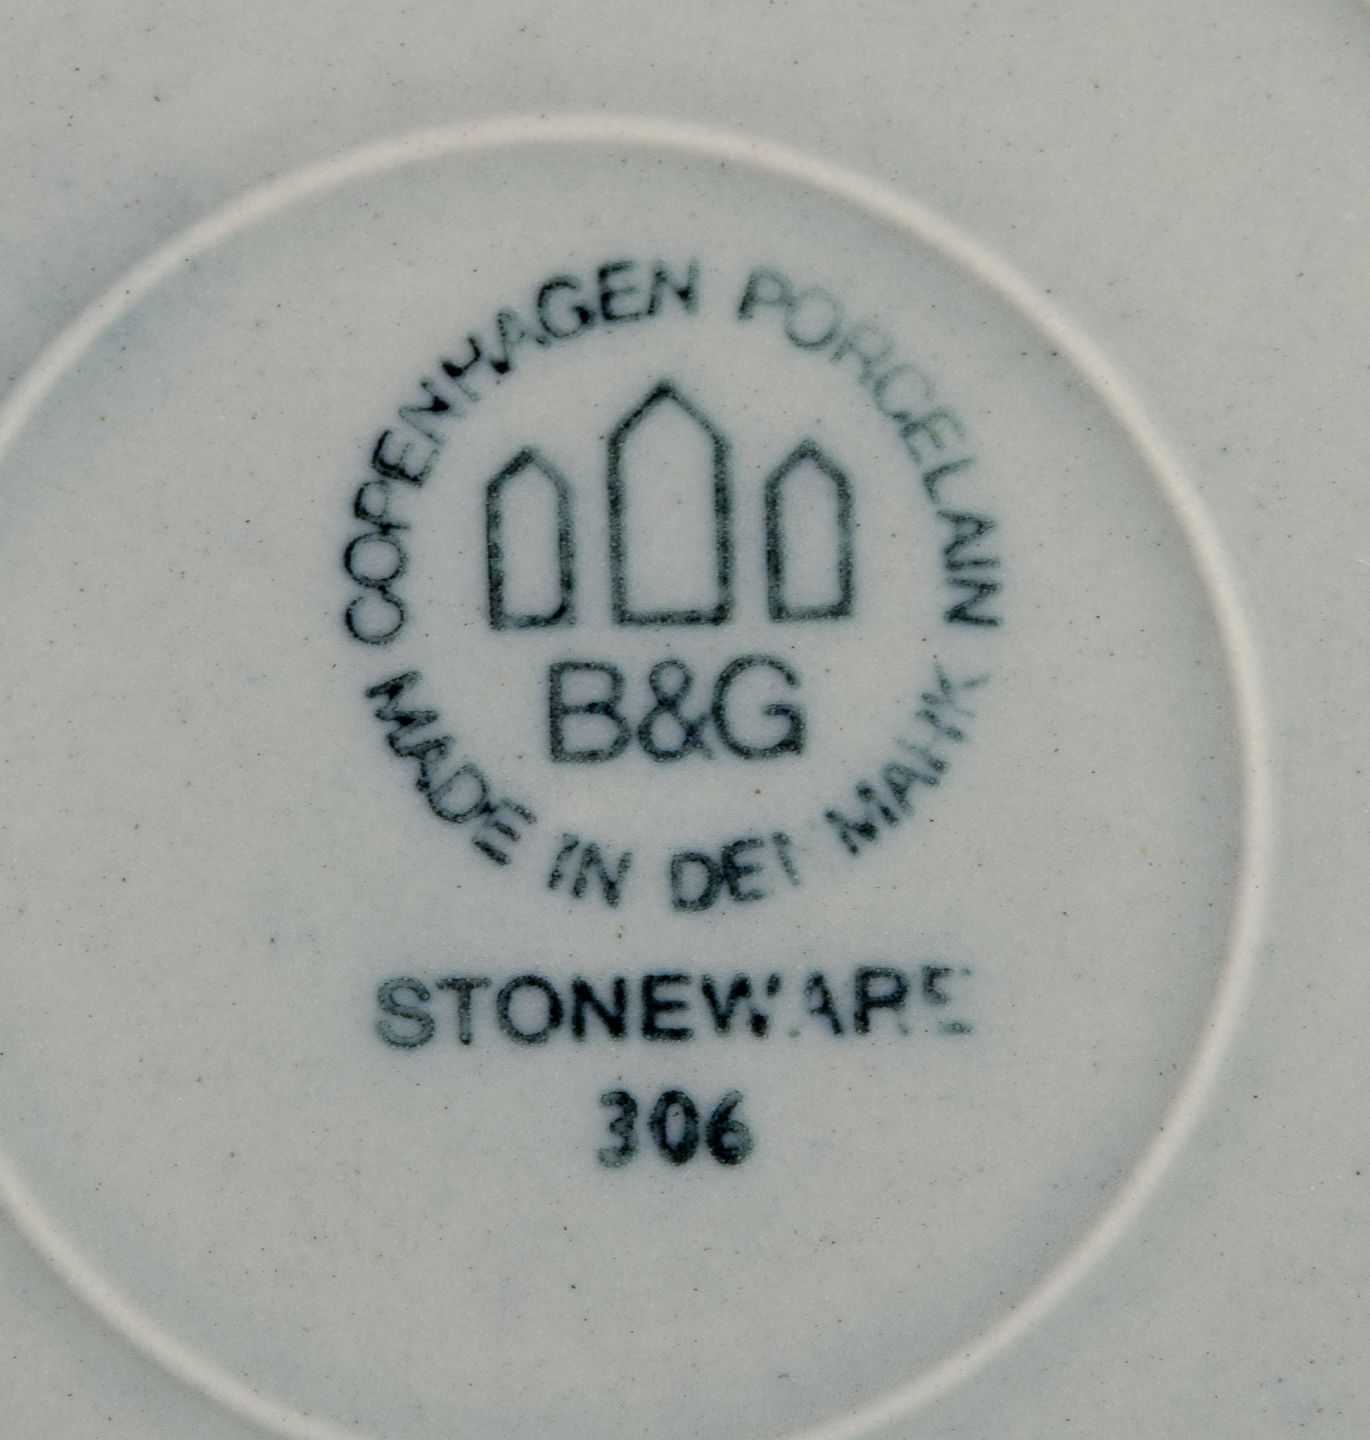 COPENHAGEN PORCELAIN
B&G
MADE IN DENMARK
STONEWARE
306